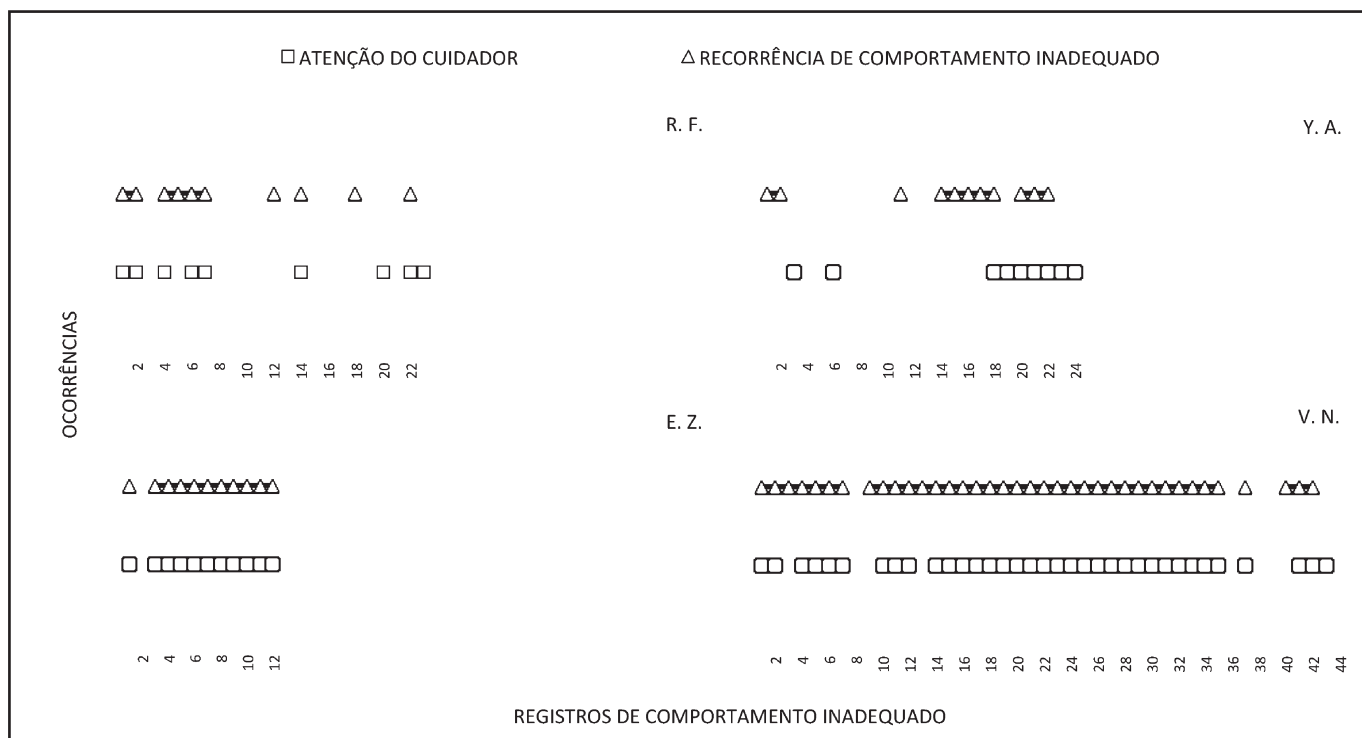 ATENÇÃO DO CUIDADOR
RECORRÊNCIA DE COMPORTAMENTO INADEQUADO
R. F.
Y. A.
2 4 6 8 10 12 14 16 18 20 22
2 4 6 8 10 12 14 16 18 20 22 24
OCORRÊNCIAS
E. Z.
V. N.
2 4 6 8 10 12
2 4 6 8 10 12 14 16 18 20 22 24 26 28 30 32 34 36 38 40 42 44
REGISTROS DE COMPORTAMENTO INADEQUADO